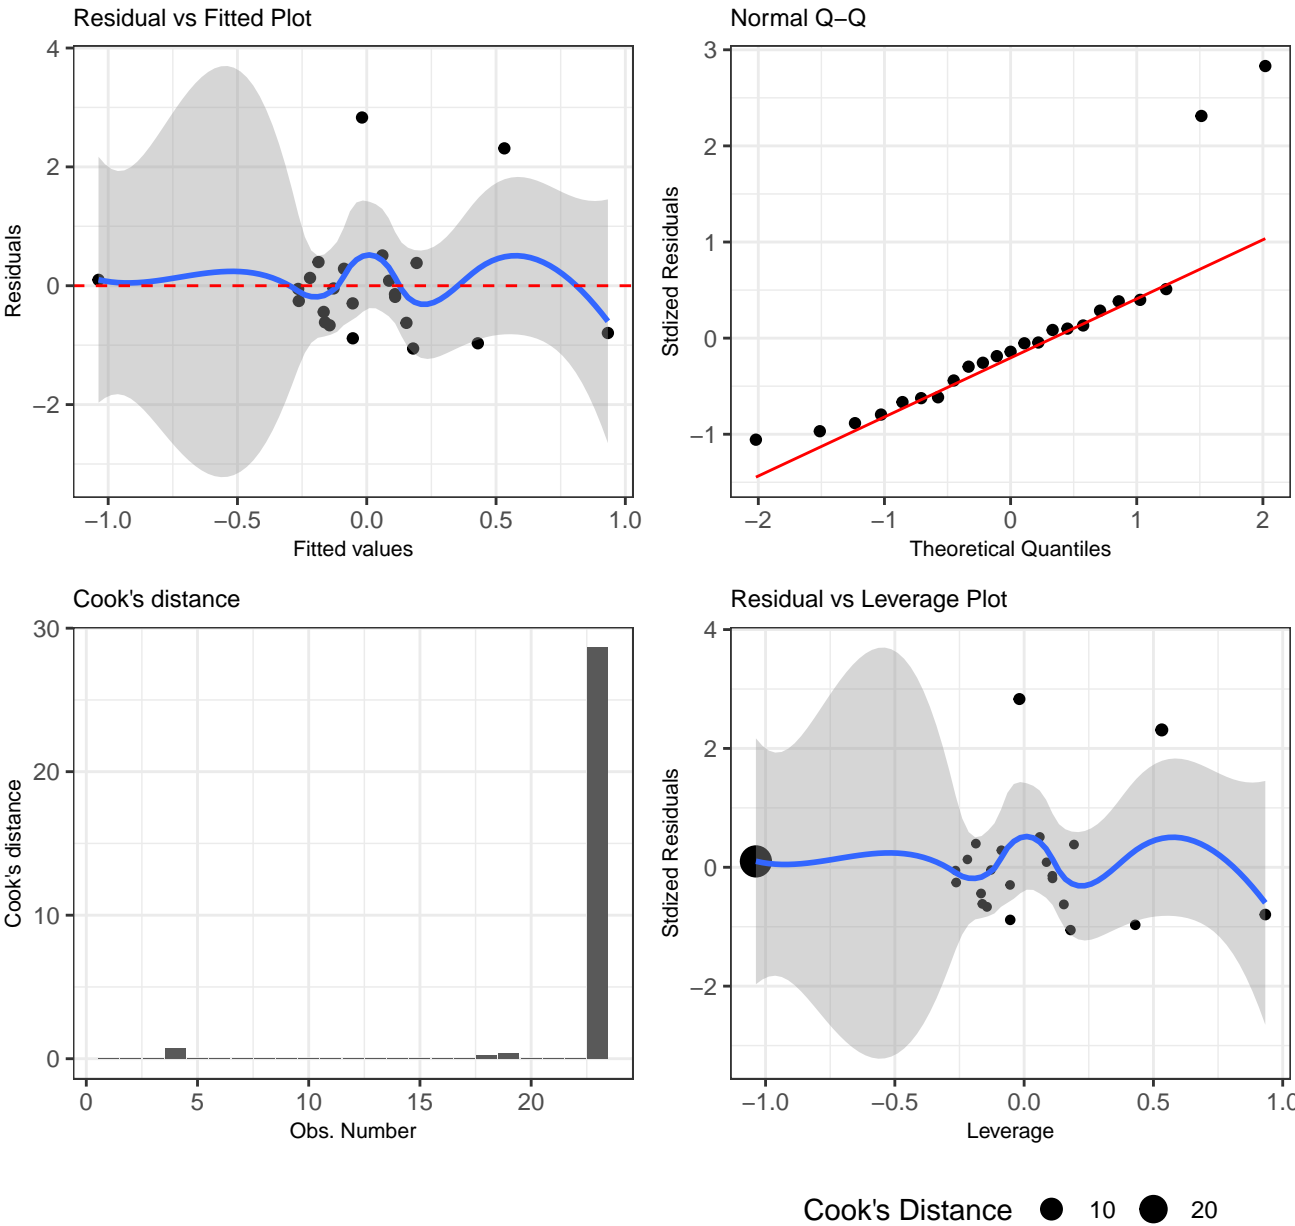 Residual vs Fitted Plot
4
2
0
−2
Residuals
−1.0 −0.5 0.0 0.5 1.0
Fitted values
Normal Q−Q
3
2
1
0
−1
Stdized Residuals
−2 −1 0 1 2
Theoretical Quantiles
Cook's distance
30
20
10
0
Cook's distance
0 5 10 15 20
Obs. Number
Residual vs Leverage Plot
4
2
0
−2
Stdized Residuals
−1.0 −0.5 0.0 0.5 1.0
Leverage
Cook's Distance 10 20